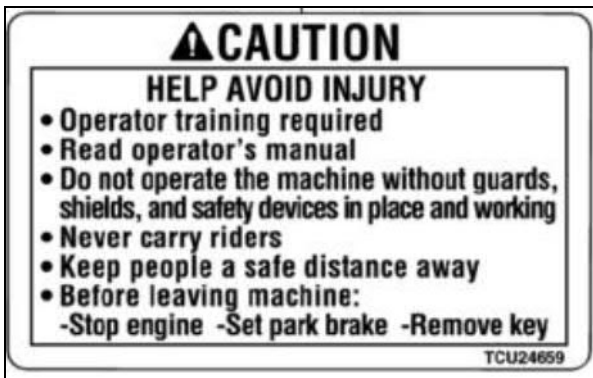 CAUTION
HELP AVOID INJURY
• Operator training required
• Read operator's manual
• Do not operate the machine without guards,
shields, and safety devices in place and working
• Never carry riders
• Keep people a safe distance away
• Before leaving machine:
-Stop engine -Set park brake -Remove key
TCU24659